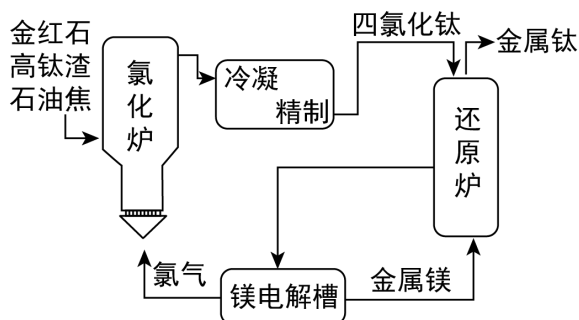 金红石
高钛渣
石油焦
氯化炉
冷凝
精制
四氯化钛
金属钛
还原炉
氯气
镁电解槽
金属镁